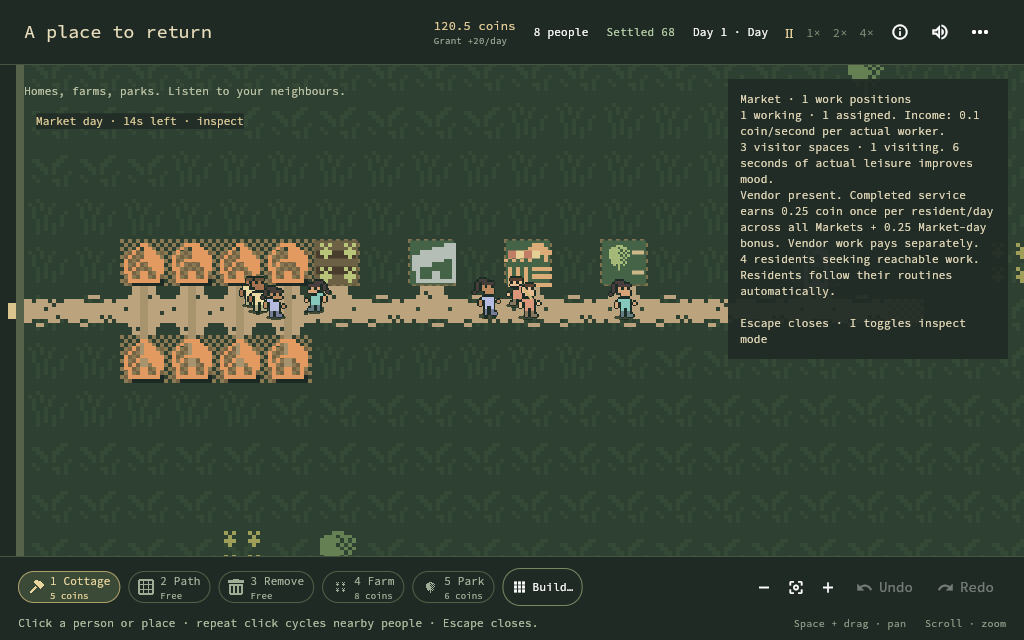 A place to return
120.5 coins
Grant +20/day
8 people
Settled 68
Day 1 · Day
1×
2×
4×
Homes, farms, parks. Listen to your neighbours.
Market day · 14s left · inspect
Market · 1 work positions
1 working · 1 assigned. Income: 0.1
coin/second per actual worker.
3 visitor spaces · 1 visiting. 6
seconds of actual leisure improves
mood.
Vendor present. Completed service
earns 0.25 coin once per resident/day
across all Markets + 0.25 Market-day
bonus. Vendor work pays separately.
4 residents seeking reachable work.
Residents follow their routines
automatically.
Escape closes · I toggles inspect
mode
1 Cottage
5 coins
2 Path
Free
3 Remove
Free
4 Farm
8 coins
5 Park
6 coins
Build…
Undo
Redo
Click a person or place · repeat click cycles nearby people · Escape closes.
Space + drag · pan
Scroll · zoom